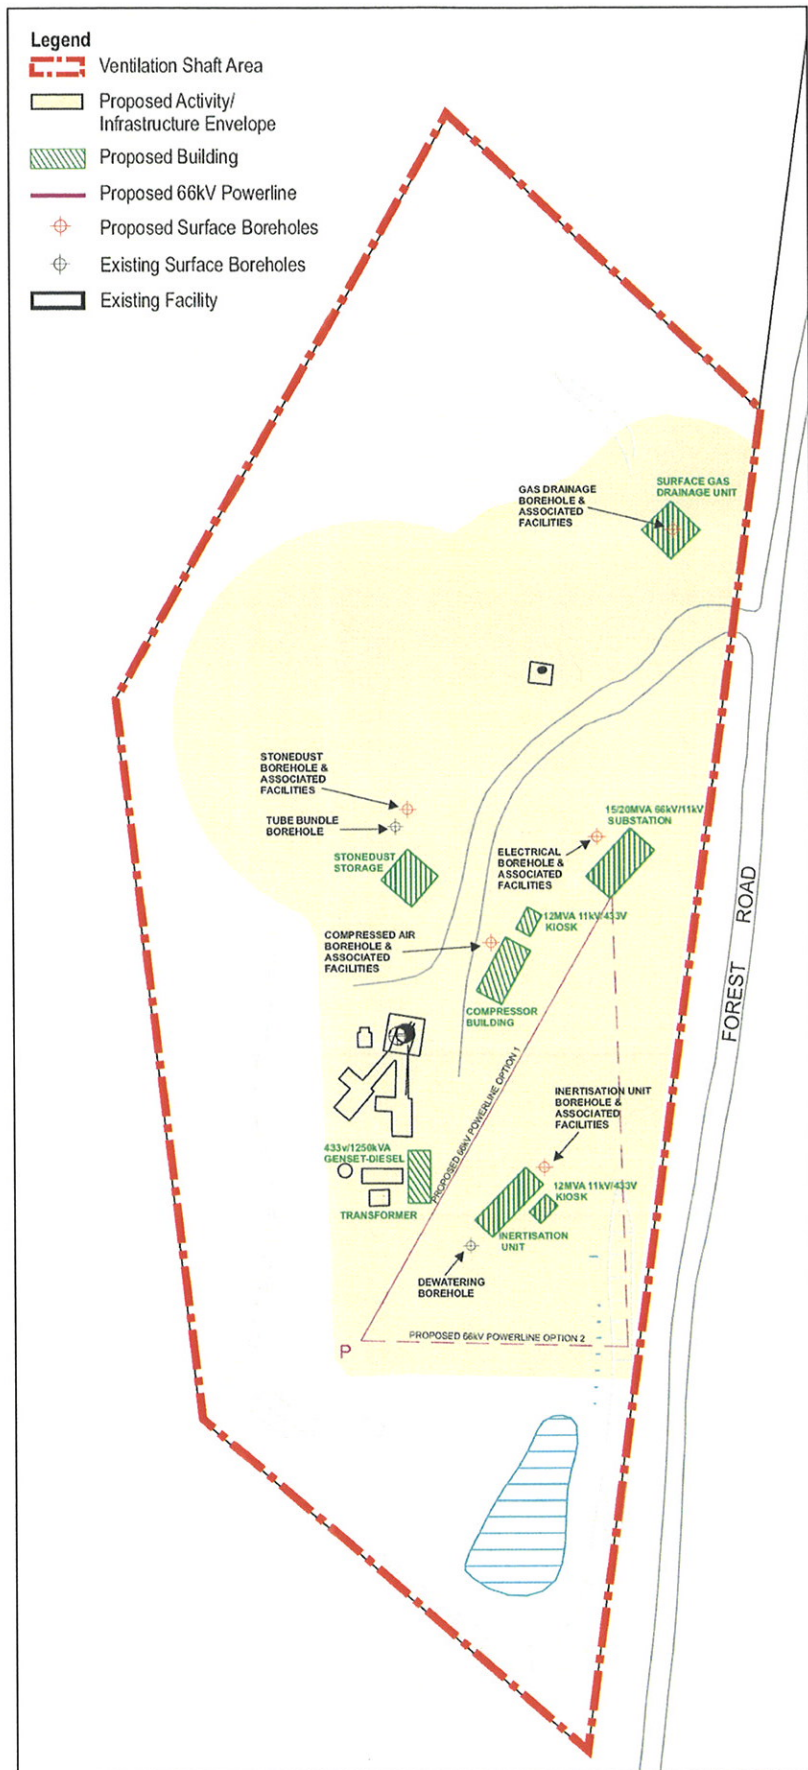 Legend
Ventilation Shaft Area
Proposed Activity/
Infrastructure Envelope
Proposed Building
Proposed 66kV Powerline
Proposed Surface Boreholes
Existing Surface Boreholes
Existing Facility
SURFACE GAS
DRAINAGE UNIT
GAS DRAINAGE
BOREHOLE &
ASSOCIATED
FACILITIES
STONEDUST
BOREHOLE &
ASSOCIATED
FACILITIES
TUBE BUNDLE
BOREHOLE
STONEDUST
STORAGE
15/20MVA 66kV/11kV
SUBSTATION
ELECTRICAL
BOREHOLE &
ASSOCIATED
FACILITIES
12MVA 11kV/433V
KIOSK
COMPRESSED AIR
BOREHOLE &
ASSOCIATED
FACILITIES
COMPRESSOR
BUILDING
FOREST ROAD
PROPOSED 66kV POWERLINE OPTION 1
INERTISATION UNIT
BOREHOLE &
ASSOCIATED
FACILITIES
433v/1250kVA
GENSET-DIESEL
TRANSFORMER
12MVA 11kV/433V
KIOSK
INERTISATION
UNIT
DEWATERING
BOREHOLE
PROPOSED 66kV POWERLINE OPTION 2
P